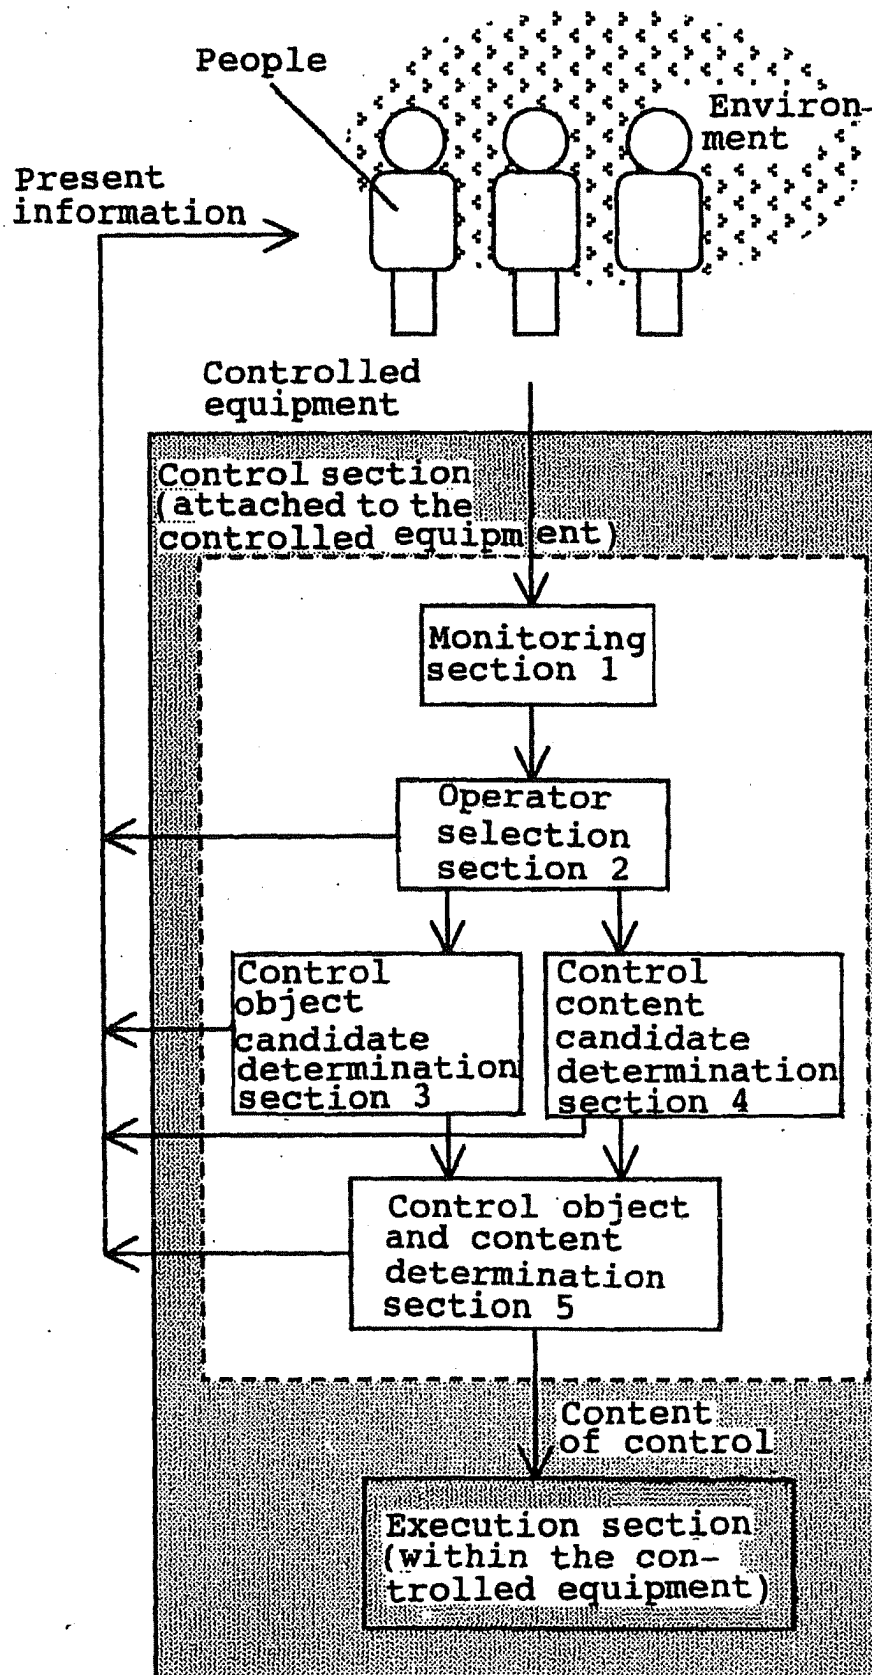 People
Environ-
ment
Present
information
Controlled
equipment
Control section
(attached to the
controlled equipment)
Monitoring
section 1
Operator
selection
section 2
Control
object
candidate
determination
section 3
Control
content
candidate
determination
section 4
Control object
and content
determination
section 5
Content
of control
Execution section
(within the con-
trolled equipment)